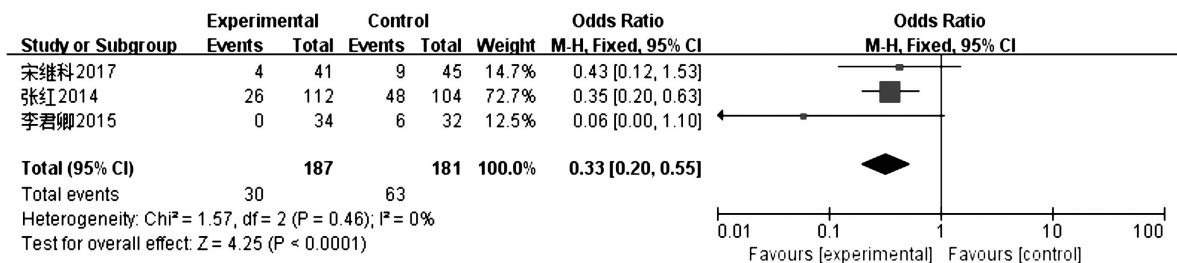 Experimental Control Odds Ratio Odds Ratio
Study or Subgroup Events Total Events Total Weight M-H, Fixed, 95% CI M-H, Fixed, 95% CI
宋维科2017 4 41 9 45 14.7% 0.43 [0.12, 1.53]
张红2014 26 112 48 104 72.7% 0.35 [0.20, 0.63]
李君卿2015 0 34 6 32 12.5% 0.06 [0.00, 1.10]
Total (95% CI) 187 181 100.0% 0.33 [0.20, 0.55]
Total events 30 63
Heterogeneity: Chi² = 1.57, df = 2 (P = 0.46); I² = 0%
Test for overall effect: Z = 4.25 (P < 0.0001)
0.01 0.1 1 10 100
Favours [experimental] Favours [control]